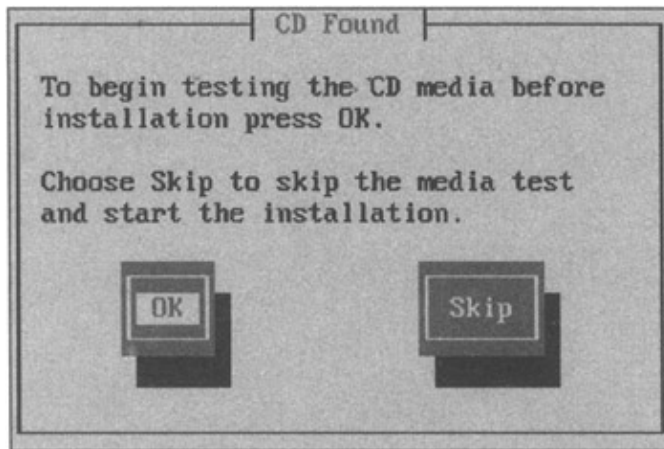 CD Found
To begin testing the CD media before
installation press OK.
Choose Skip to skip the media test
and start the installation.
OK
Skip